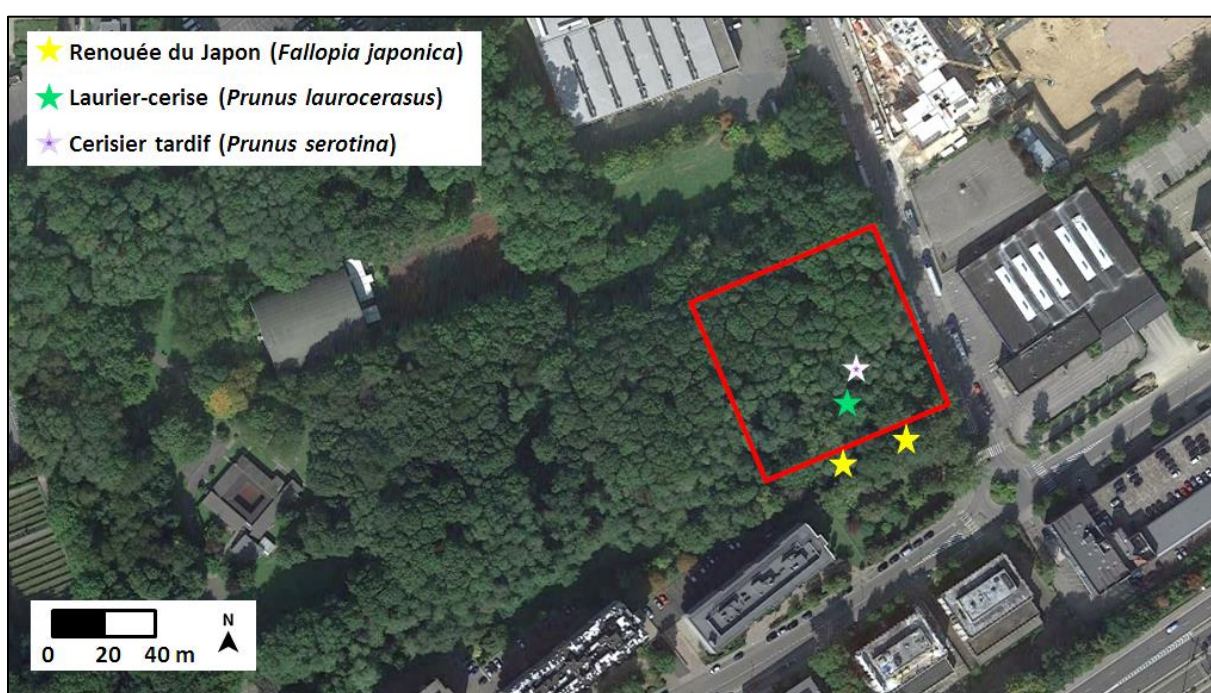 Renouée du Japon (Fallopia japonica)
Laurier-cerise (Prunus laurocerasus)
Cerisier tardif (Prunus serotina)
N
0 20 40 m